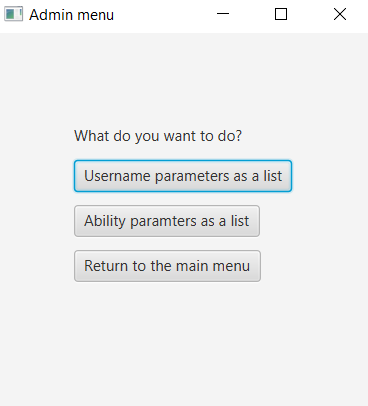 Admin menu
What do you want to do?
Username parameters as a list
Ability paramters as a list
Return to the main menu